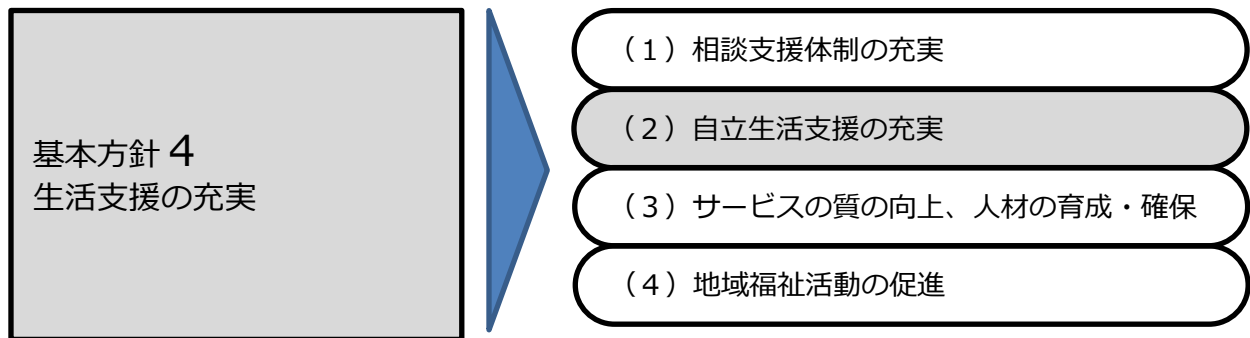 基本方針４
生活支援の充実
（１）相談支援体制の充実
（２）自立生活支援の充実
（３）サービスの質の向上、人材の育成・確保
（４）地域福祉活動の促進